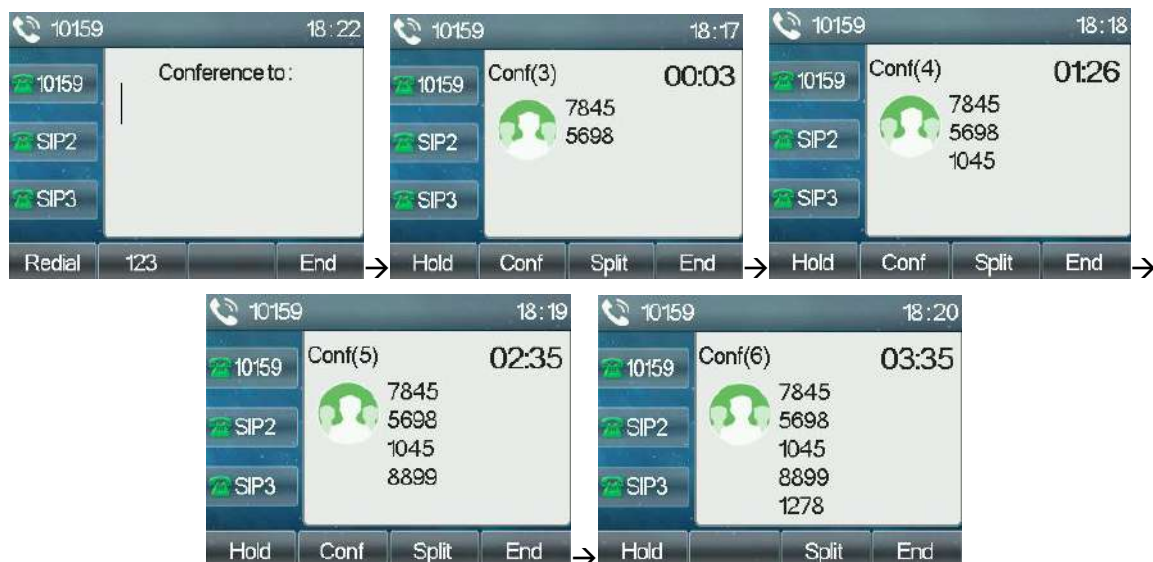 10159 18:22
10159
SIP2
SIP3
Conference to:
Redial 123 End
→
10159 18:17
10159
SIP2
SIP3
Conf(3) 00:03
7845
5698
Hold Conf Split End
→
10159 18:18
10159
SIP2
SIP3
Conf(4) 01:26
7845
5698
1045
Hold Conf Split End
→
10159 18:19
10159
SIP2
SIP3
Conf(5) 02:35
7845
5698
1045
8899
Hold Conf Split End
→
10159 18:20
10159
SIP2
SIP3
Conf(6) 03:35
7845
5698
1045
8899
1278
Hold Split End